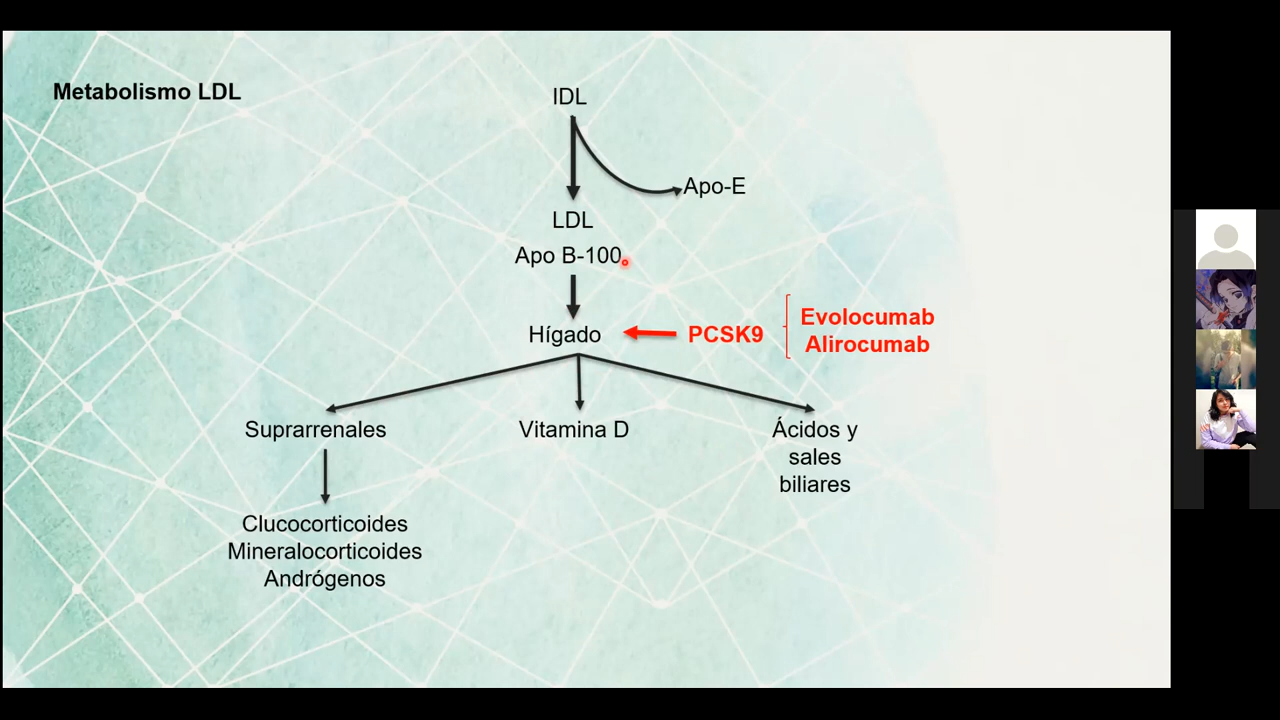 Metabolismo LDL
IDL
Apo-E
LDL
Apo B-100
Hígado
PCSK9
Evolocumab
Alirocumab
Suprarrenales
Vitamina D
Ácidos y
sales
biliares
Clucocorticoides
Mineralocorticoides
Andrógenos